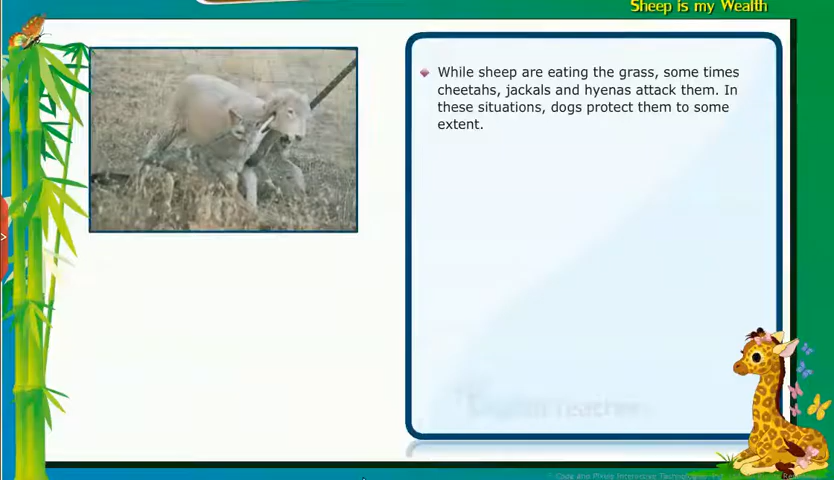 Sheep is my Wealth
While sheep are eating the grass, some times
cheetahs, jackals and hyenas attack them. In
these situations, dogs protect them to some
extent.